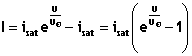 I = i_sat e^(U/U_0) − i_sat = i_sat (e^(U/U_0) − 1)